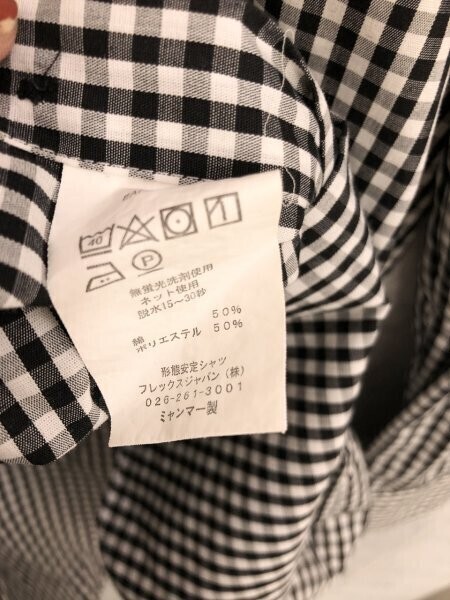 40
P
無蛍光洗剤使用
ネット使用
脱水15～30秒
綿 50%
ポリエステル 50%
形態安定シャツ
フレックスジャパン(株)
026-261-3001
ミャンマー製